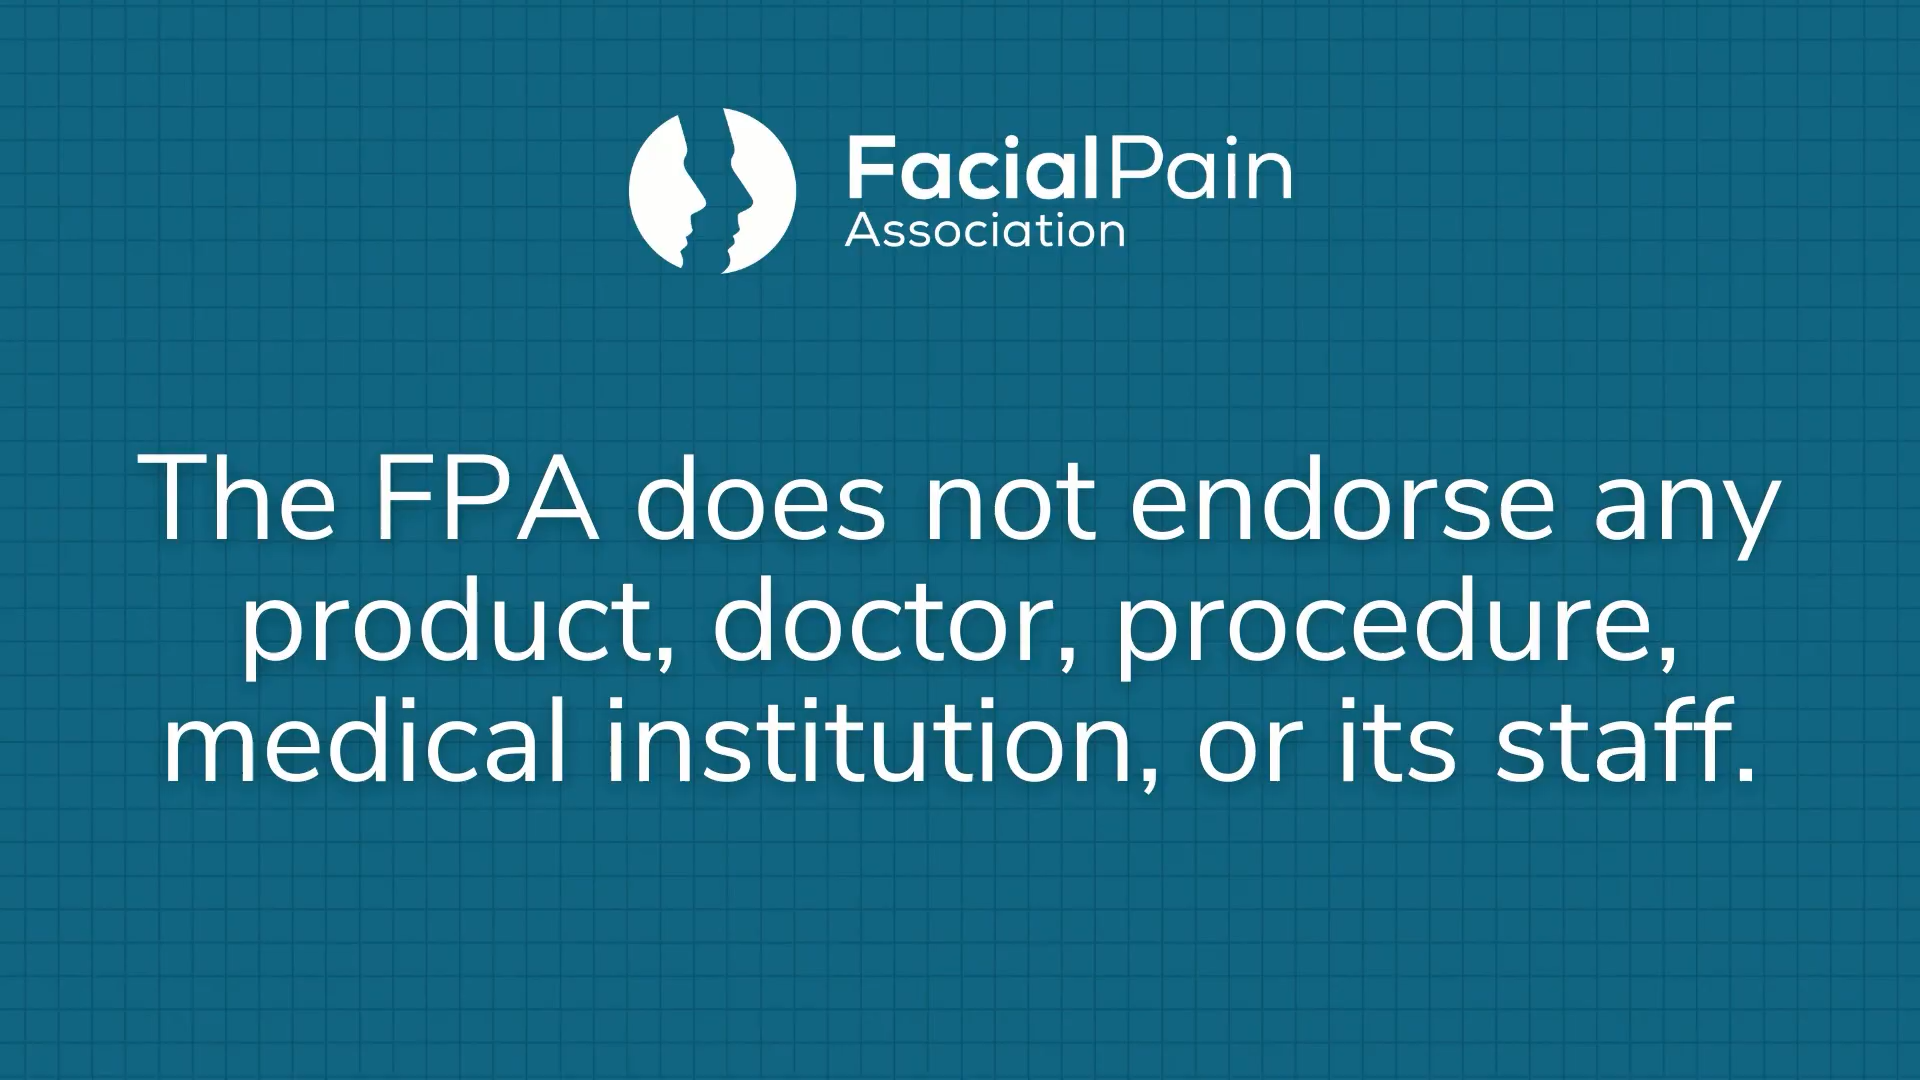 FacialPain
Association
The FPA does not endorse any
product, doctor, procedure,
medical institution, or its staff.